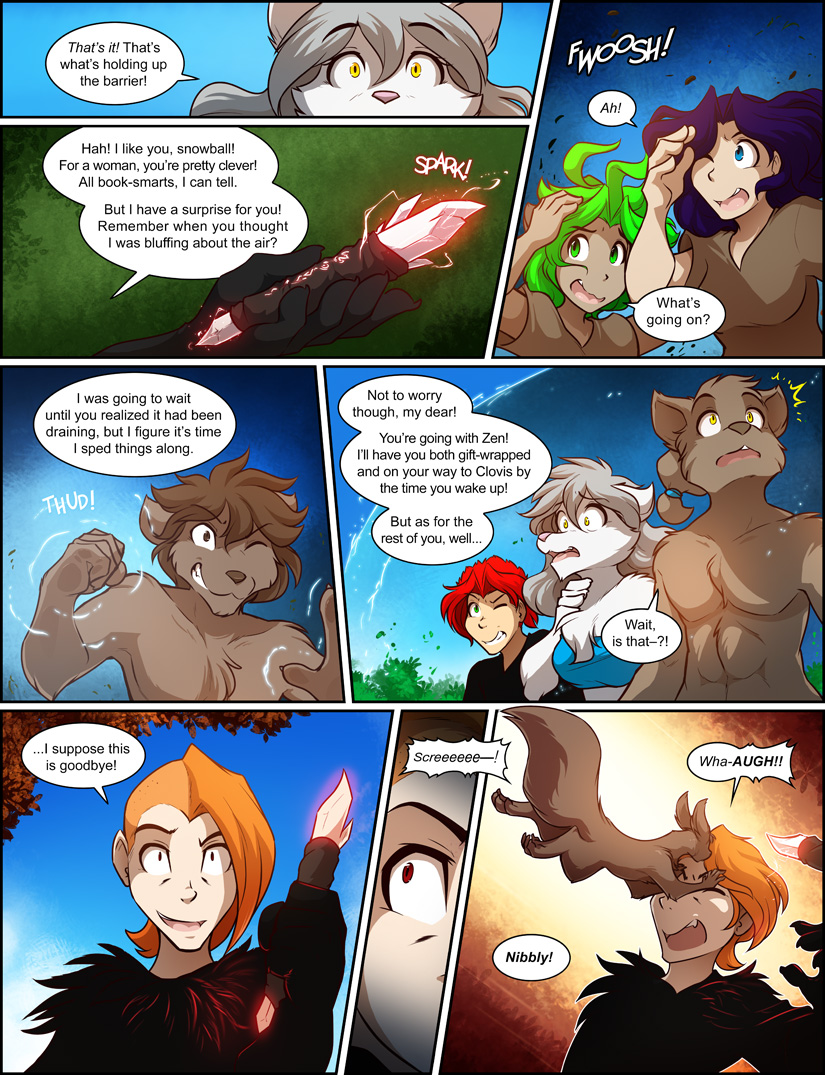 That's it! That's
what's holding up
the barrier!
Hah! I like you, snowball!
For a woman, you're pretty clever!
All book-smarts, I can tell.
But I have a surprise for you!
Remember when you thought
I was bluffing about the air?
SPARK!
FWOOSH!
Ah!
What's
going on?
I was going to wait
until you realized it had been
draining, but I figure it's time
I sped things along.
THUD!
Not to worry
though, my dear!
You're going with Zen!
I'll have you both gift-wrapped
and on your way to Clovis by
the time you wake up!
But as for the
rest of you, well...
Wait,
is that–?!
...I suppose this
is goodbye!
Screeeeee—!
Wha-AUGH!!
Nibbly!